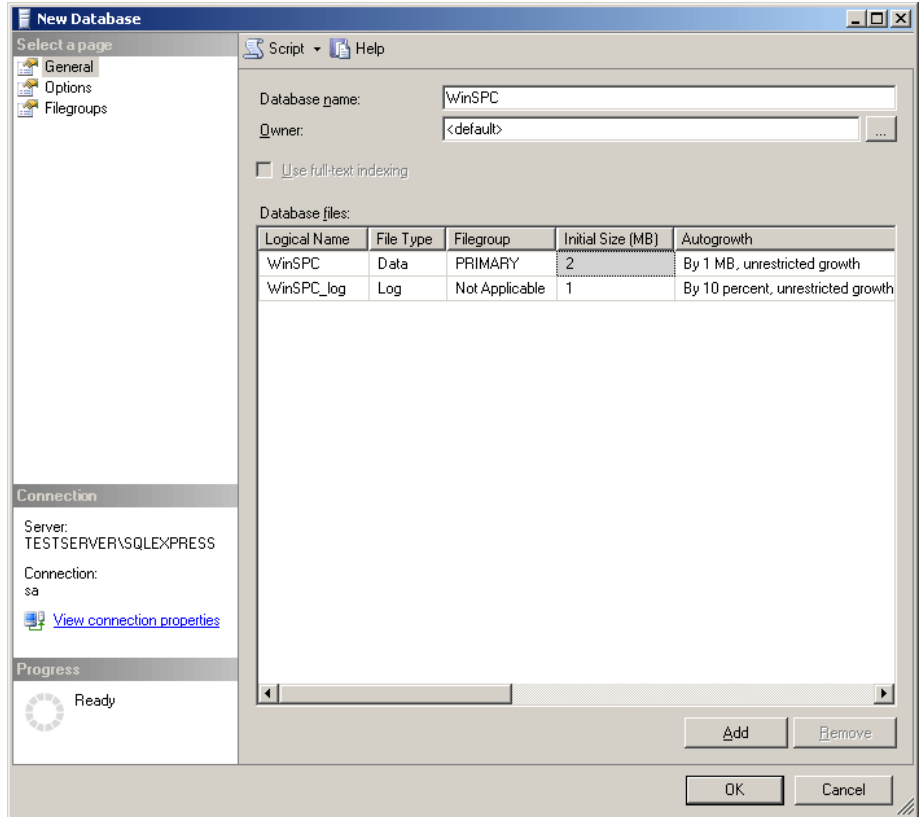 New Database
Select a page
General
Options
Filegroups
Script Help
Database name: WinSPC
Owner: <default> ...
Use full-text indexing
Database files:
Logical Name File Type Filegroup Initial Size (MB) Autogrowth
WinSPC Data PRIMARY 2 By 1 MB, unrestricted growth
WinSPC_log Log Not Applicable 1 By 10 percent, unrestricted growth
Connection
Server:
TESTSERVER\SQLEXPRESS
Connection:
sa
View connection properties
Progress
Ready
Add Remove
OK Cancel